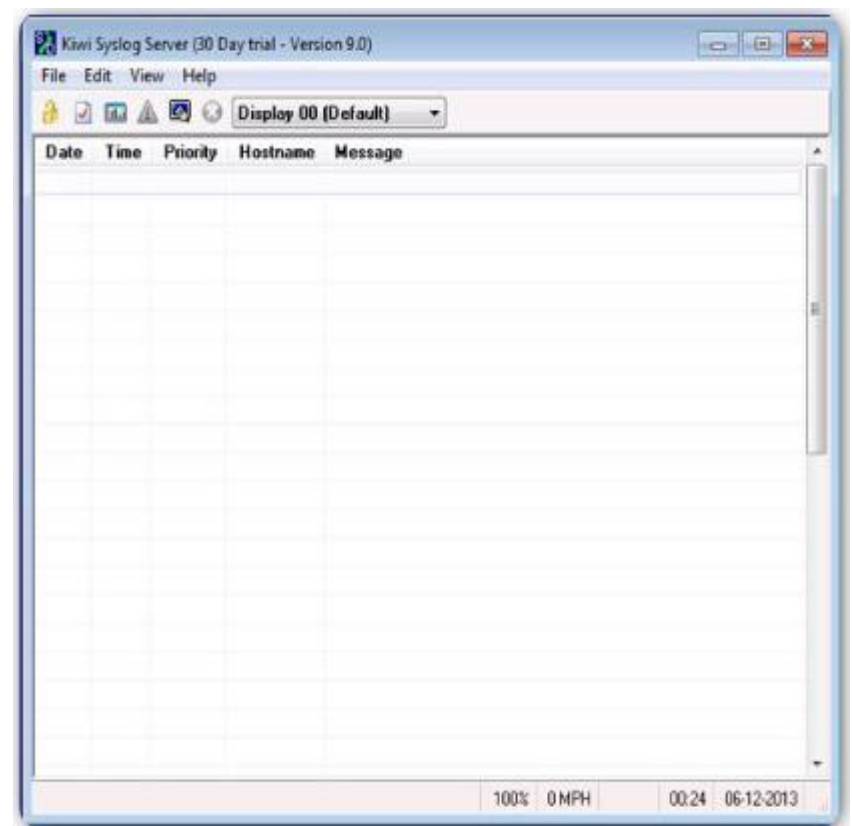 Kiwi Syslog Server (30 Day trial - Version 9.0)
File Edit View Help
Display 00 (Default)
Date Time Priority Hostname Message
100% 0 MPH 00:24 06-12-2013